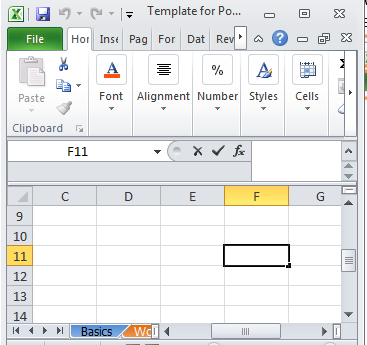 Template for Po...
File Hor Inse Pag For Dat Rev
Paste Font Alignment Number Styles Cells
%
A
Clipboard
F11 fx
C D E F G
9
10
11
12
13
14
Basics Wo